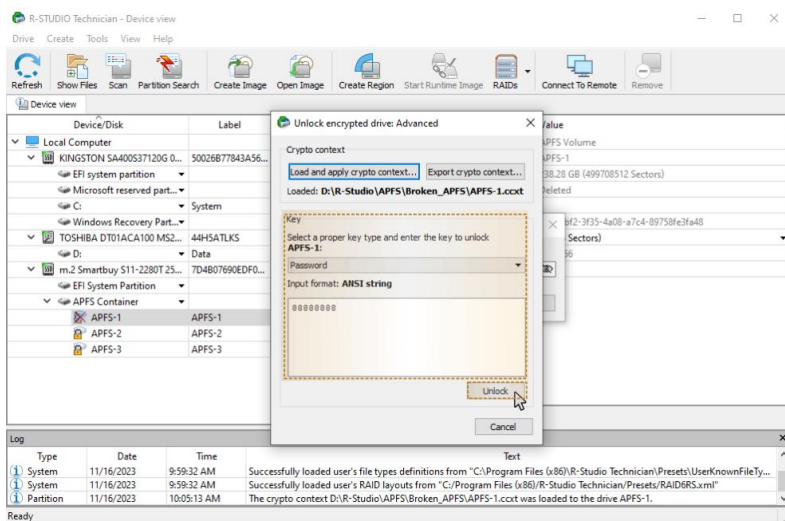 R-STUDIO Technician - Device view
Drive Create Tools View Help
Refresh Show Files Scan Partition Search Create Image Open Image Create Region Start Runtime Image RAIDs Connect To Remote Remove
Device view
Device/Disk Label
Local Computer
KINGSTON SA400S37120G 0... 50026B77843A56...
EFI system partition
Microsoft reserved part...
C: System
Windows Recovery Part...
TOSHIBA DT01ACA100 MS2... 44H5ATLKS
D: Data
m.2 Smartbuy S11-2280T 25... 7D4B07690EDF0...
EFI System Partition
APFS Container
APFS-1 APFS-1
APFS-2 APFS-2
APFS-3 APFS-3
Unlock encrypted drive: Advanced
Crypto context
Load and apply crypto context... Export crypto context...
Loaded: D:\R-Studio\APFS\Broken_APFS\APFS-1.ccxt
Key
Select a proper key type and enter the key to unlock
APFS-1:
Password
Input format: ANSI string
00000000
Unlock
Cancel
Value
APFS Volume
APFS-1
38.28 GB (499708512 Sectors)
Deleted
bf2-3f35-4a08-a7c4-89758fe3fa48
Sectors)
56
Log
Type Date Time Text
System 11/16/2023 9:59:32 AM Successfully loaded user's file types definitions from "C:\Program Files (x86)\R-Studio Technician\Presets\UserKnownFileTy...
System 11/16/2023 9:59:32 AM Successfully loaded user's RAID layouts from "C:/Program Files (x86)/R-Studio Technician/Presets/RAID6RS.xml"
Partition 11/16/2023 10:05:13 AM The crypto context D:\R-Studio\APFS\Broken_APFS\APFS-1.ccxt was loaded to the drive APFS-1.
Ready